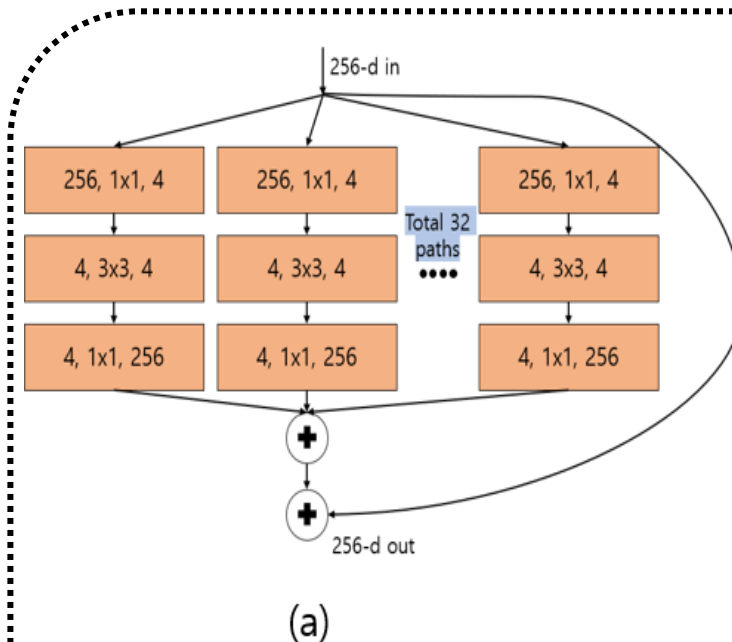 256-d in
256, 1x1, 4
256, 1x1, 4
256, 1x1, 4
Total 32
paths
4, 3x3, 4
4, 3x3, 4
4, 3x3, 4
4, 1x1, 256
4, 1x1, 256
4, 1x1, 256
256-d out
(a)